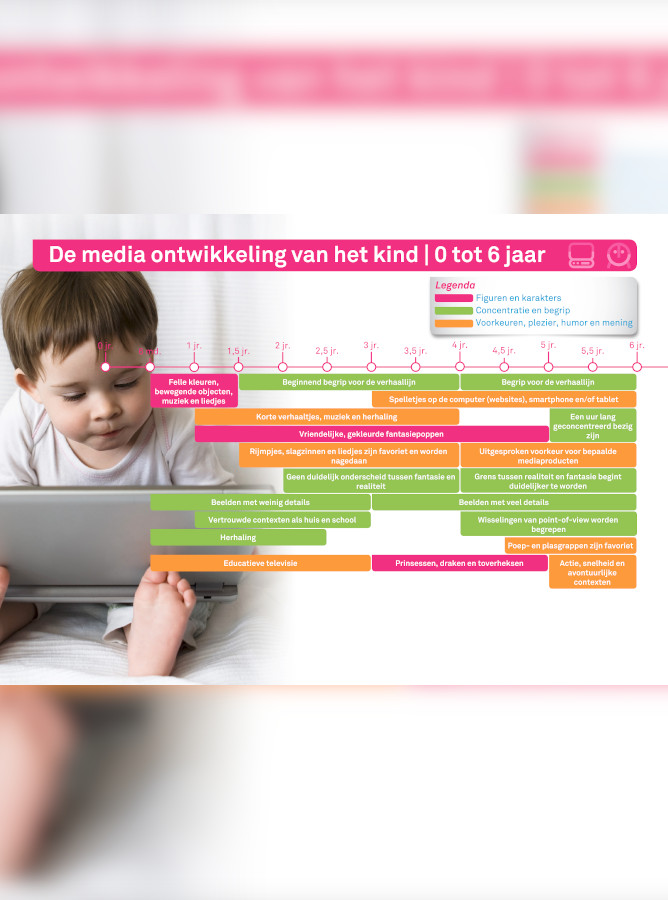 De media ontwikkeling van het kind | 0 tot 6 jaar
Legenda
Figuren en karakters
Concentratie en begrip
Voorkeuren, plezier, humor en mening
0 jr.
1 jr.
1,5 jr.
2 jr.
2,5 jr.
3 jr.
3,5 jr.
4 jr.
4,5 jr.
5 jr.
5,5 jr.
6 jr.
Felle kleuren,
bewegende objecten,
muziek en liedjes
Beginnend begrip voor de verhaallijn
Begrip voor de verhaallijn
Spelletjes op de computer (websites), smartphone en/of tablet
Korte verhaaltjes, muziek en herhaling
Een uur lang
geconcentreerd bezig
zijn
Vriendelijke, gekleurde fantasiepoppen
Rijmpjes, slagzinnen en liedjes zijn favoriet en worden
nagedaan
Uitgesproken voorkeur voor bepaalde
mediaproducten
Geen duidelijk onderscheid tussen fantasie en
realiteit
Grens tussen realiteit en fantasie begint
duidelijker te worden
Beelden met weinig details
Beelden met veel details
Vertrouwde contexten als huis en school
Wisselingen van point-of-view worden
begrepen
Herhaling
Poep- en plasgrappen zijn favoriet
Educatieve televisie
Prinsessen, draken en toverheksen
Actie, snelheid en
avontuurlijke
contexten